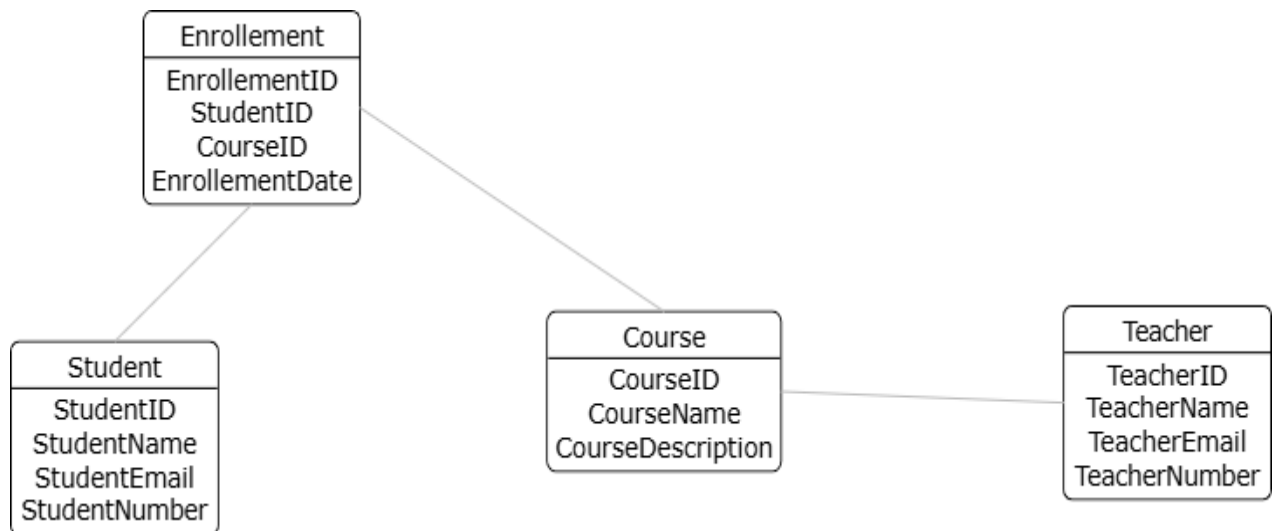 Enrollement
EnrollementID
StudentID
CourseID
EnrollementDate
Student
StudentID
StudentName
StudentEmail
StudentNumber
Course
CourseID
CourseName
CourseDescription
Teacher
TeacherID
TeacherName
TeacherEmail
TeacherNumber